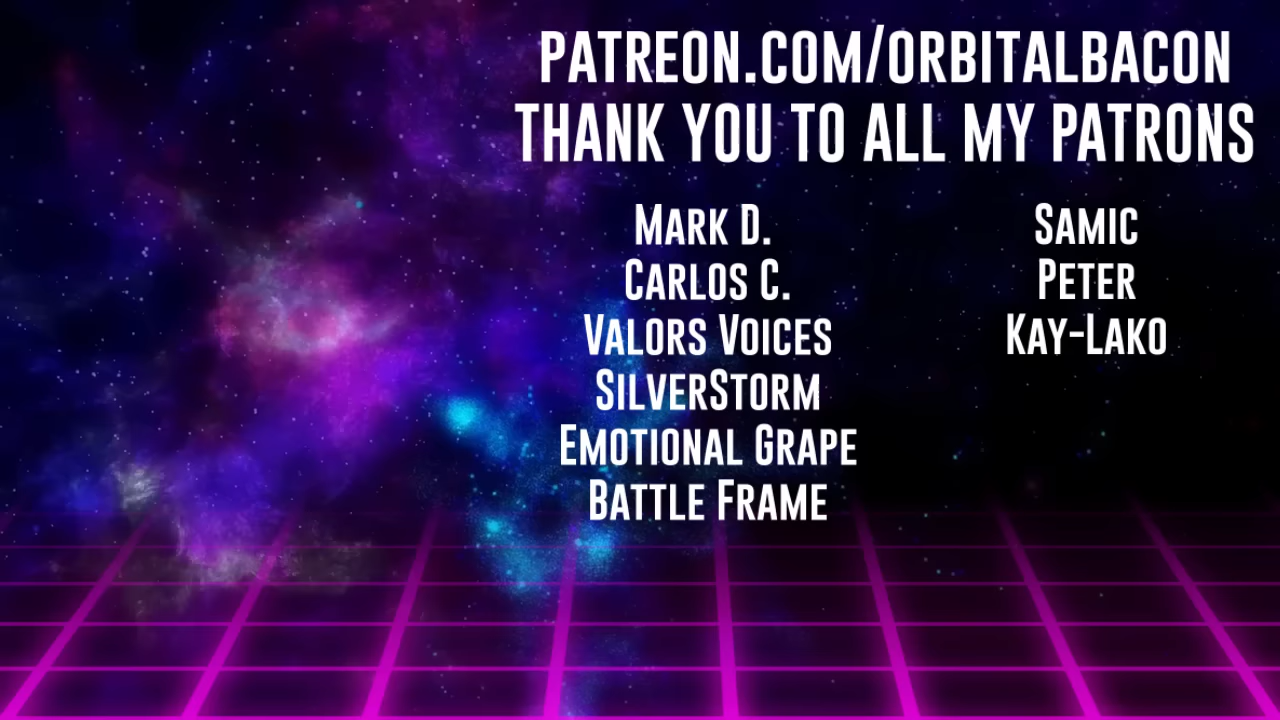 PATREON.COM/ORBITALBACON
THANK YOU TO ALL MY PATRONS
MARK D.
CARLOS C.
VALORS VOICES
SILVERSTORM
EMOTIONAL GRAPE
BATTLE FRAME
SAMIC
PETER
KAY-LAKO